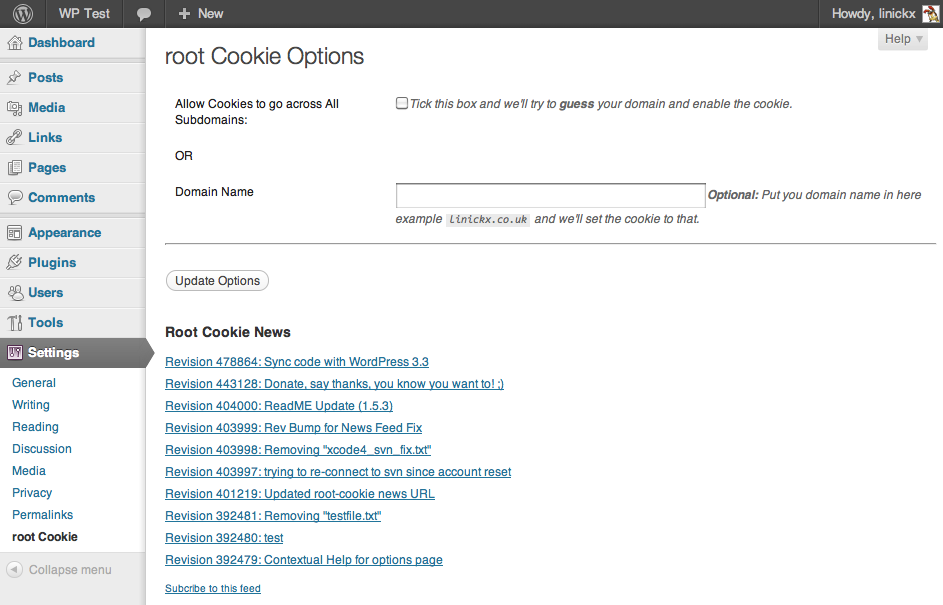 WP Test
New
Howdy, linickx
Help
Dashboard
Posts
Media
Links
Pages
Comments
Appearance
Plugins
Users
Tools
Settings
General
Writing
Reading
Discussion
Media
Privacy
Permalinks
root Cookie
Collapse menu
root Cookie Options
Allow Cookies to go across All
Subdomains:
Tick this box and we'll try to guess your domain and enable the cookie.
OR
Domain Name
Optional: Put you domain name in here
example linickx.co.uk and we'll set the cookie to that.
Update Options
Root Cookie News
Revision 478864: Sync code with WordPress 3.3
Revision 443128: Donate, say thanks, you know you want to! ;)
Revision 404000: ReadME Update (1.5.3)
Revision 403999: Rev Bump for News Feed Fix
Revision 403998: Removing "xcode4_svn_fix.txt"
Revision 403997: trying to re-connect to svn since account reset
Revision 401219: Updated root-cookie news URL
Revision 392481: Removing "testfile.txt"
Revision 392480: test
Revision 392479: Contextual Help for options page
Subcribe to this feed